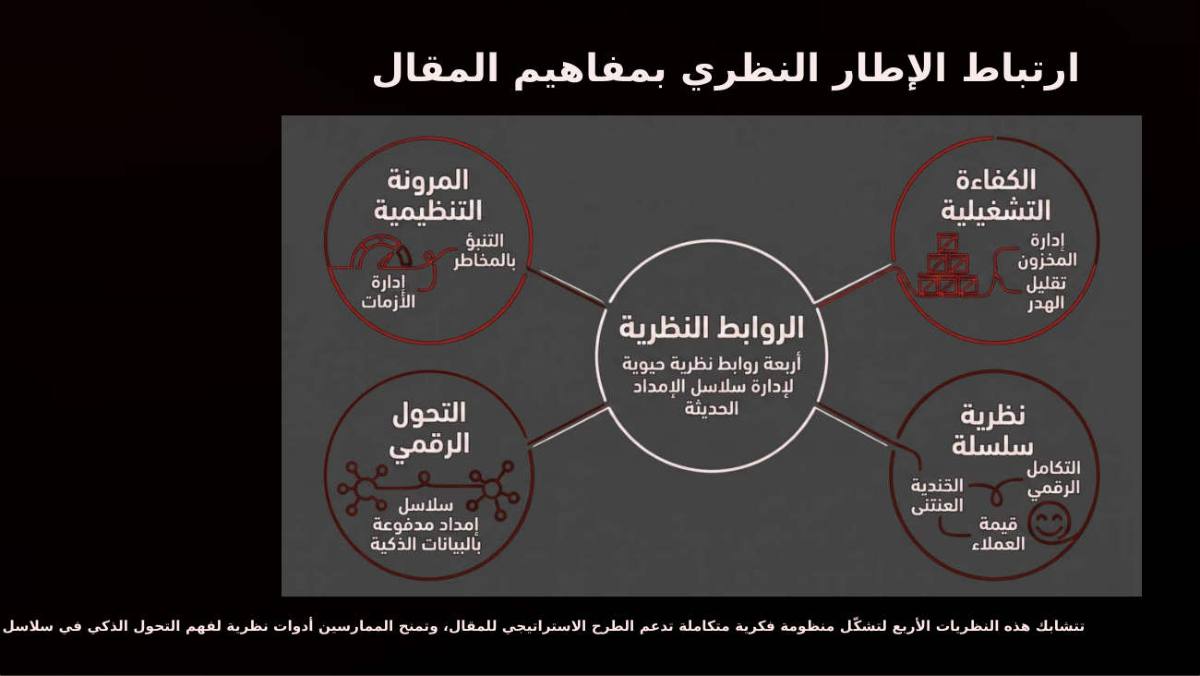 ارتباط الإطار النظري بمفاهيم المقال
الكفاءة
التشغيلية
إدارة
المخزون
تقليل
الهدر
المرونة
التنظيمية
التنبؤ
بالمخاطر
إدارة
الأزمات
الروابط النظرية
أربعة روابط نظرية حيوية
لإدارة سلاسل الإمداد
الحديثة
نظرية
سلسلة
التكامل
الرقمي
قيمة
العملاء
التحول
الرقمي
سلاسل
إمداد مدفوعة
بالبيانات الذكية
تتشابك هذه النظريات الأربع لتشكّل منظومة فكرية متكاملة تدعم الطرح الاستراتيجي للمقال، وتمنح الممارسين أدوات نظرية لفهم التحول الذكي في سلاسل